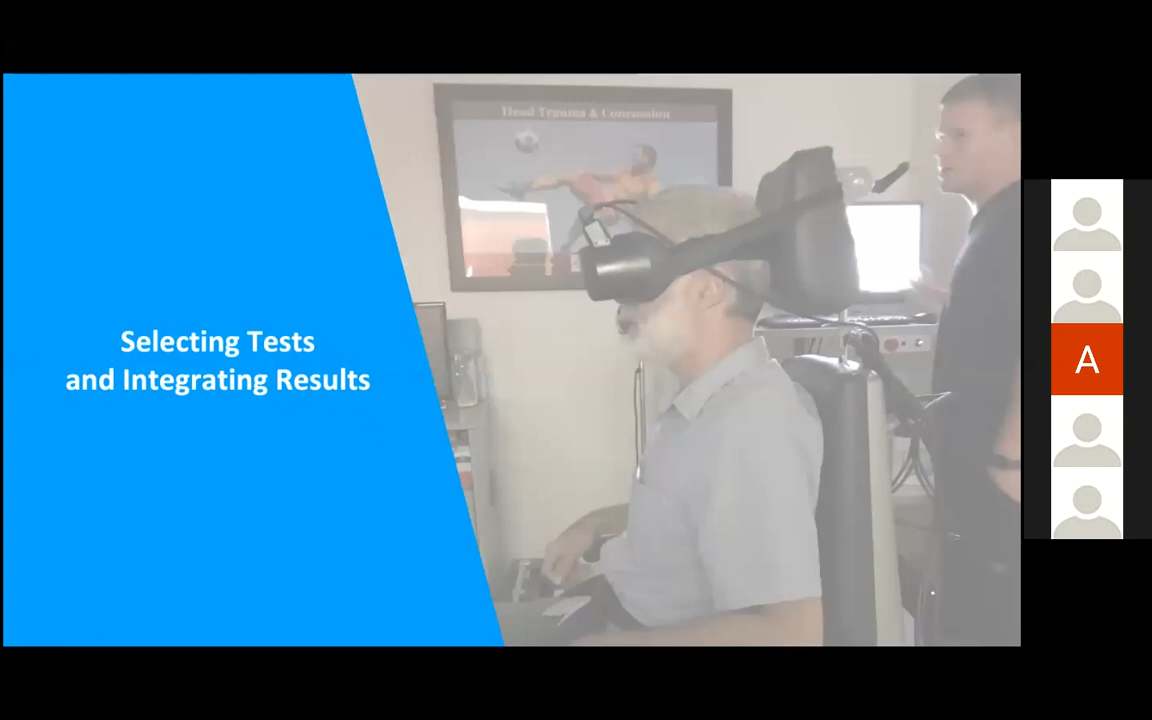 Head Trauma & Concussion
Selecting Tests
and Integrating Results
A